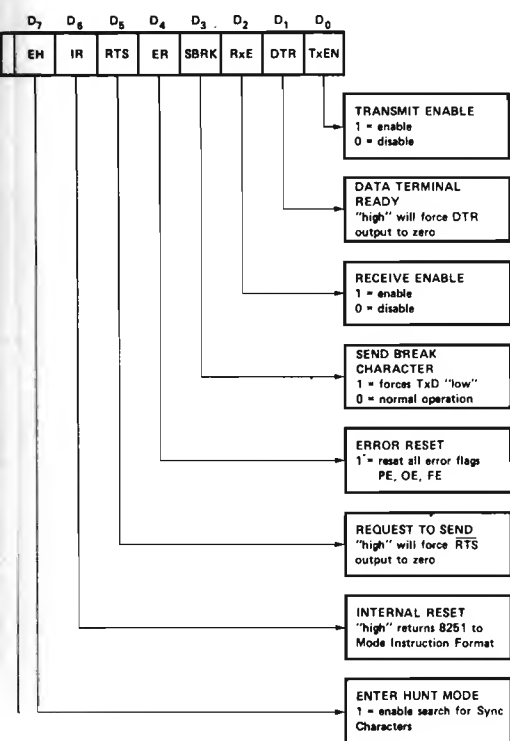 D7 D6 D5 D4 D3 D2 D1 D0
EH IR RTS ER SBRK RxE DTR TxEN
TRANSMIT ENABLE
1 = enable
0 = disable
DATA TERMINAL
READY
"high" will force DTR
output to zero
RECEIVE ENABLE
1 = enable
0 = disable
SEND BREAK
CHARACTER
1 = forces TxD "low"
0 = normal operation
ERROR RESET
1 = reset all error flags
PE, OE, FE
REQUEST TO SEND
"high" will force R̅T̅S̅
output to zero
INTERNAL RESET
"high" returns 8251 to
Mode Instruction Format
ENTER HUNT MODE
1 = enable search for Sync
Characters